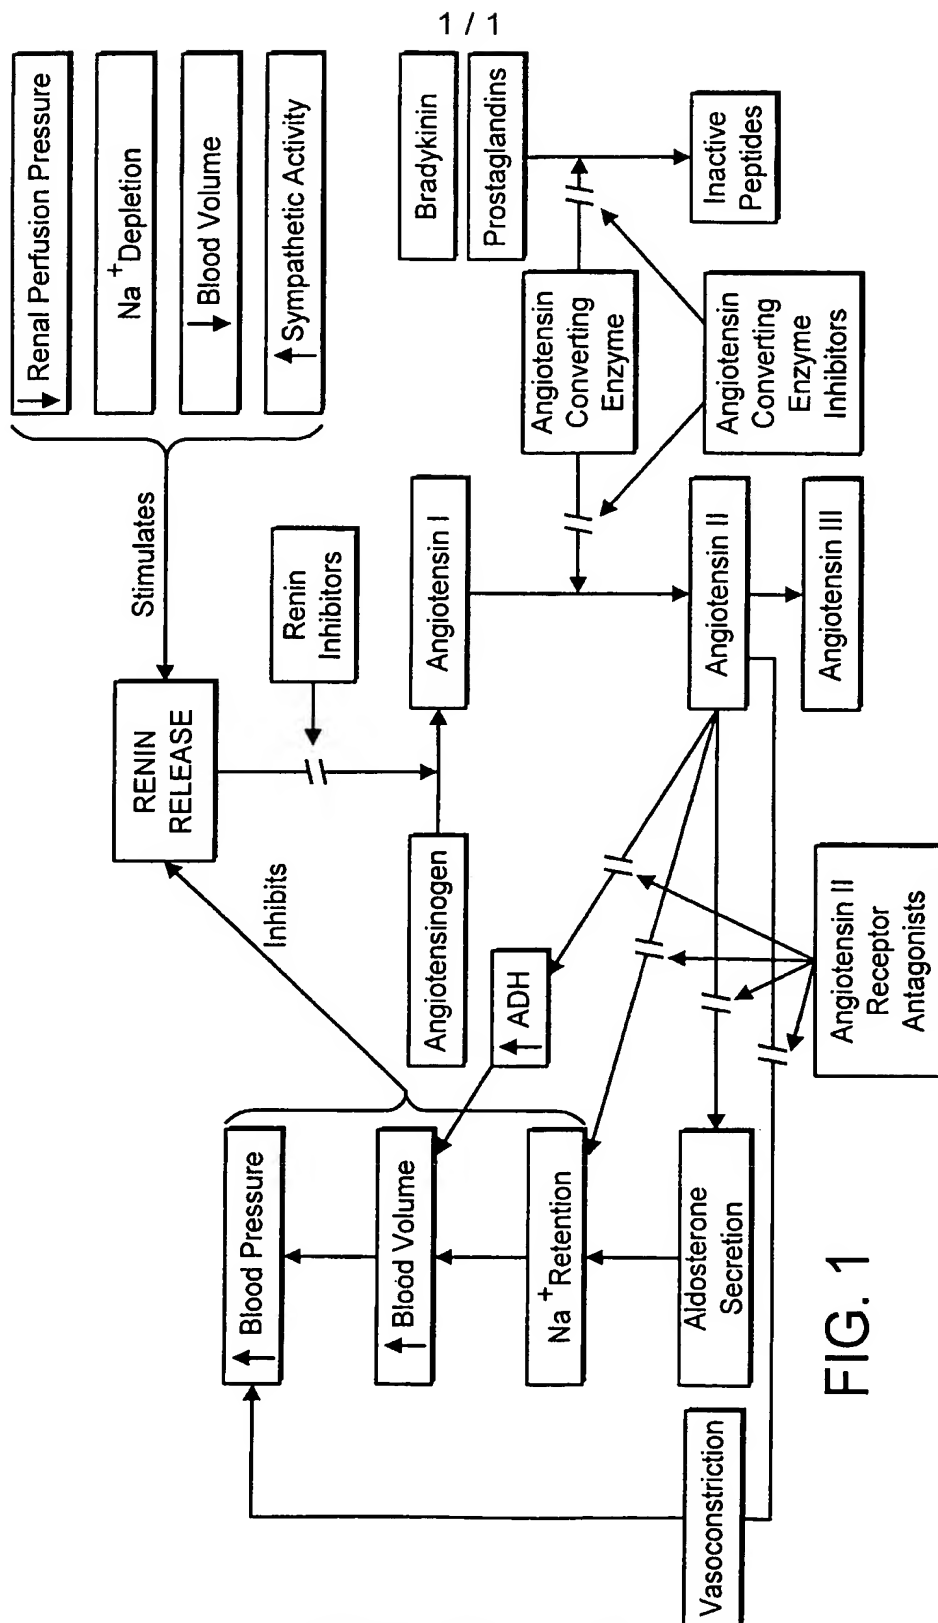 1 / 1
↓ Renal Perfusion Pressure
Na + Depletion
↓ Blood Volume
↑ Sympathetic Activity
Stimulates
RENIN
RELEASE
Inhibits
Renin
Inhibitors
Angiotensinogen
Angiotensin I
Bradykinin
Prostaglandins
Angiotensin
Converting
Enzyme
Inactive
Peptides
Angiotensin
Converting
Enzyme
Inhibitors
Angiotensin II
Angiotensin III
↑ ADH
↑ Blood Pressure
↑ Blood Volume
Na + Retention
Aldosterone
Secretion
Vasoconstriction
Angiotensin II
Receptor
Antagonists
FIG. 1